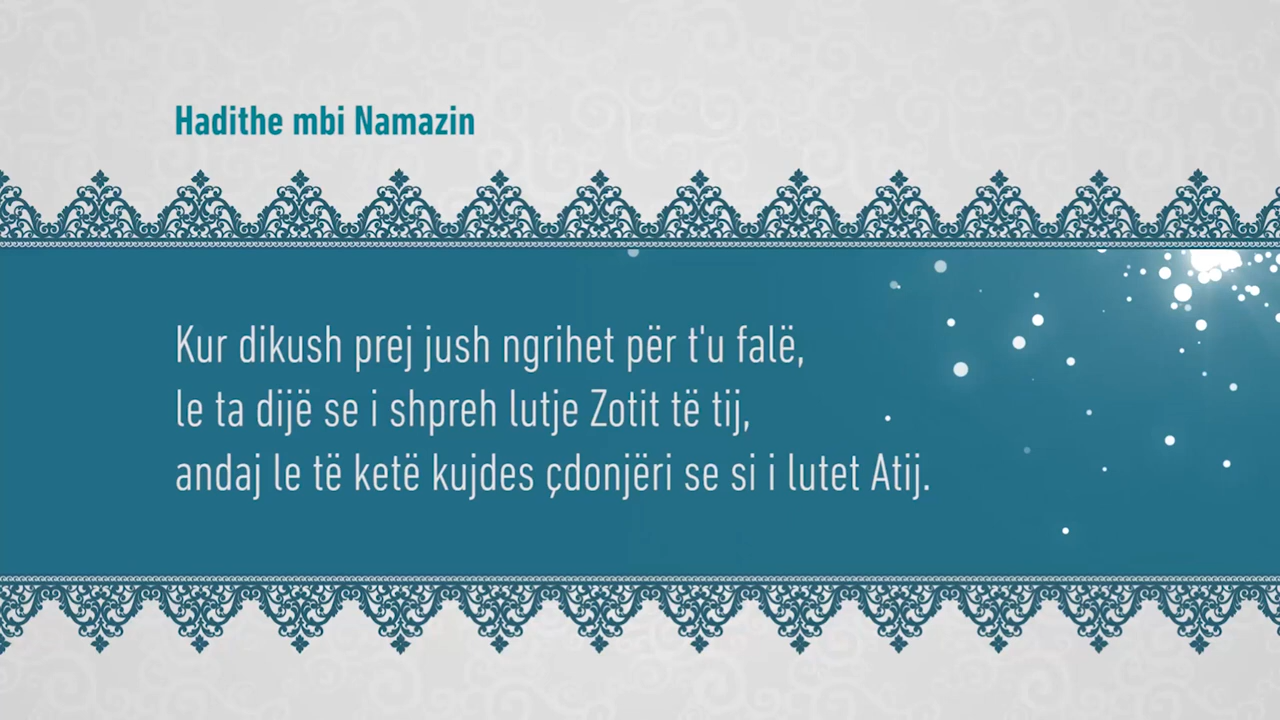 Hadithe mbi Namazin
Kur dikush prej jush ngrihet për t'u falë,
le ta dijë se i shpreh lutje Zotit të tij,
andaj le të ketë kujdes çdonjëri se si i lutet Atij.